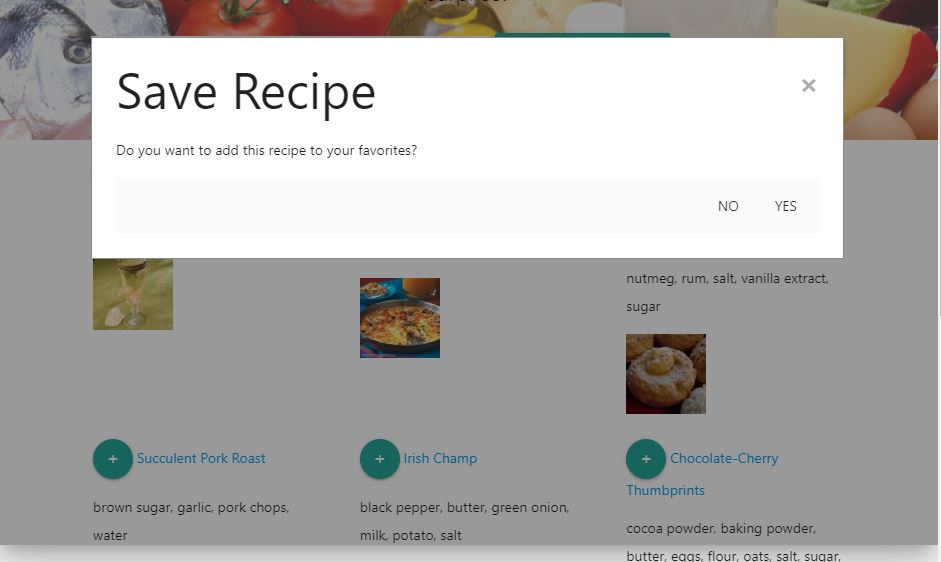 Save Recipe
×
Do you want to add this recipe to your favorites?
NO YES
nutmeg, rum, salt, vanilla extract,
sugar
+ Succulent Pork Roast
brown sugar, garlic, pork chops,
water
+ Irish Champ
black pepper, butter, green onion,
milk, potato, salt
+ Chocolate-Cherry
Thumbprints
cocoa powder, baking powder,
butter, eggs, flour, oats, salt, sugar,